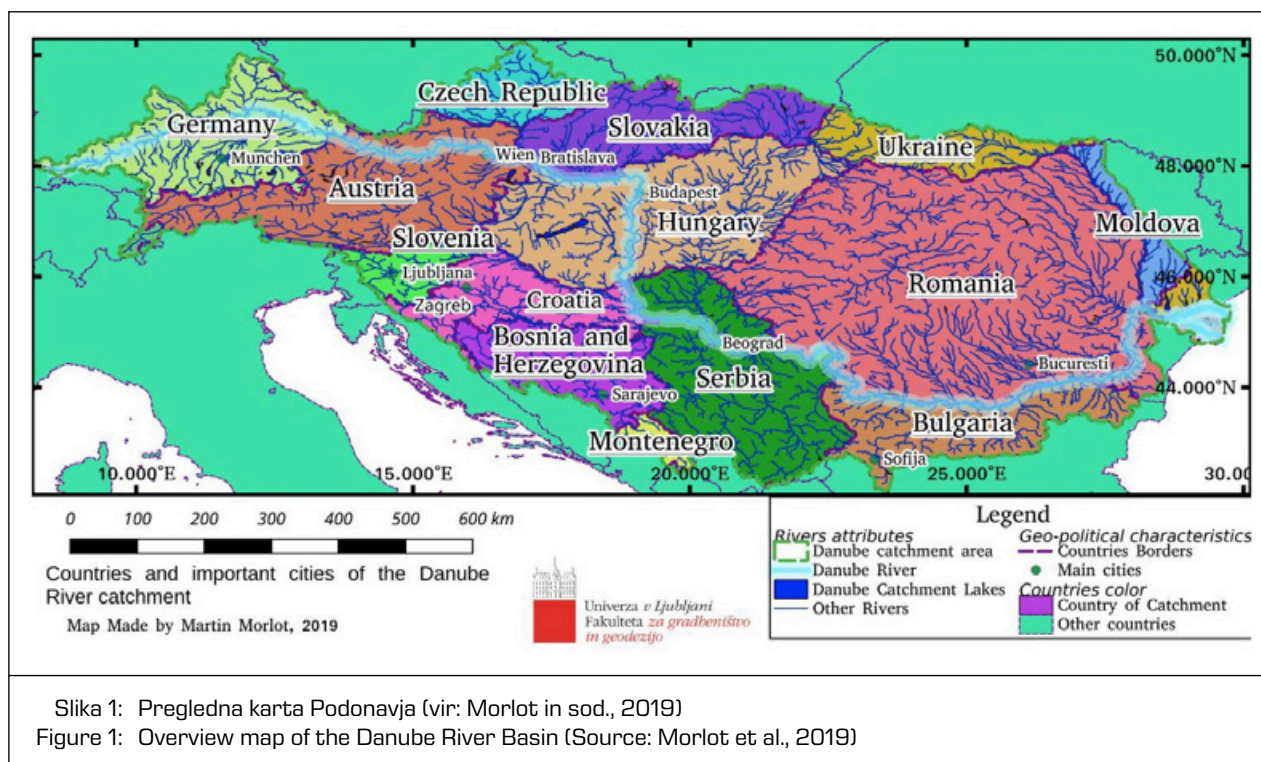 50.000°N
Czech Republic
Germany
Slovakia
Ukraine
Wien
Bratislava
Munchen
48.000°N
Austria
Budapest
Hungary
Moldova
Slovenia
Ljubljana
46.000°N
Romania
Zagreb
Croatia
Bosnia and
Herzegovina
Beograd
Bucuresti
Serbia
44.000°N
Sarajevo
Bulgaria
Montenegro
Sofija
10.000°E
15.000°E
20.000°E
25.000°E
30.00
0 100 200 300 400 500 600 km
Countries and important cities of the Danube
River catchment
Map Made by Martin Morlot, 2019
Univerza v Ljubljani
Fakulteta za gradbeništvo
in geodezijo
Legend
Rivers attributes
Danube catchment area
Danube River
Danube Catchment Lakes
Other Rivers
Geo-political characteristics
Countries Borders
Main cities
Countries color
Country of Catchment
Other countries
Slika 1: Pregledna karta Podonavja (vir: Morlot in sod., 2019)
Figure 1: Overview map of the Danube River Basin (Source: Morlot et al., 2019)